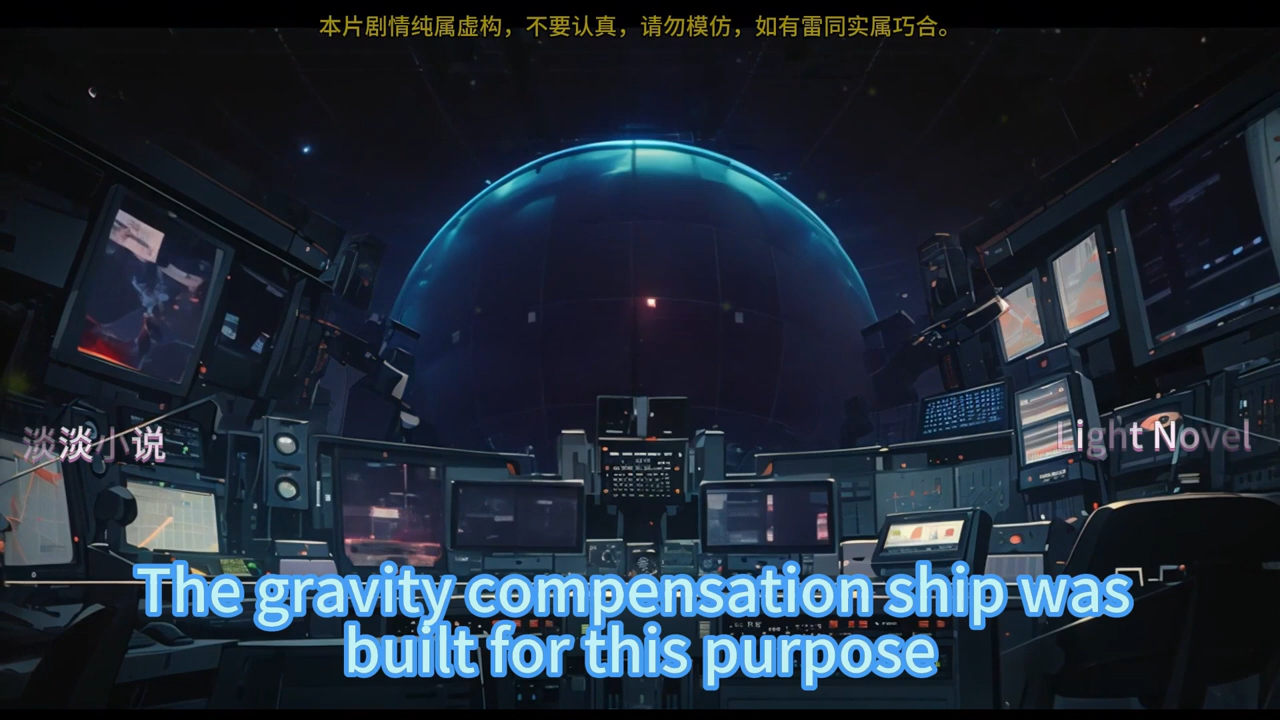 本片剧情纯属虚构，不要认真，请勿模仿，如有雷同实属巧合。
淡淡小说
Light Novel
The gravity compensation ship was
built for this purpose